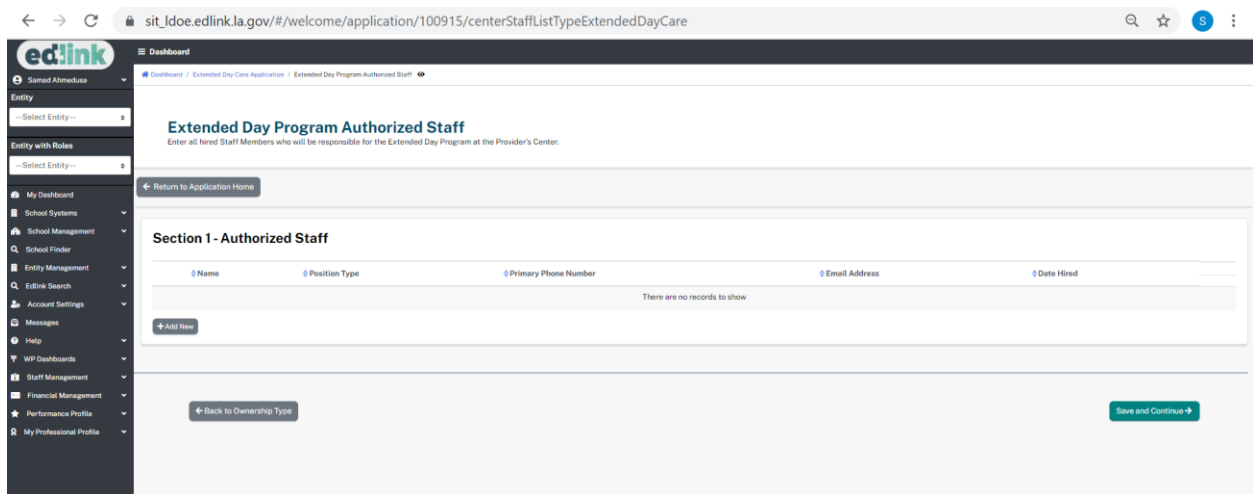 sit_ldoe.edlink.la.gov/#/welcome/application/100915/centerStaffListTypeExtendedDayCare
S
ed:link
Dashboard
Samad Ahmedusa
Dashboard / Extended Day Care Application / Extended Day Program Authorized Staff
Entity
--Select Entity--
Extended Day Program Authorized Staff
Enter all hired Staff Members who will be responsible for the Extended Day Program at the Provider's Center.
Entity with Roles
--Select Entity--
← Return to Application Home
My Dashboard
School Systems
School Management
School Finder
Entity Management
Edlink Search
Account Settings
Messages
Help
WP Dashboards
Staff Management
Financial Management
Performance Profile
My Professional Profile
Section 1 - Authorized Staff
Name Position Type Primary Phone Number Email Address Date Hired
There are no records to show
+ Add New
← Back to Ownership Type
Save and Continue →